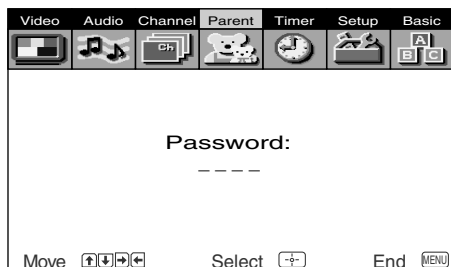 Video Audio Channel Parent Timer Setup Basic
Ch A B C
Password:
– – – –
Move Select End MENU